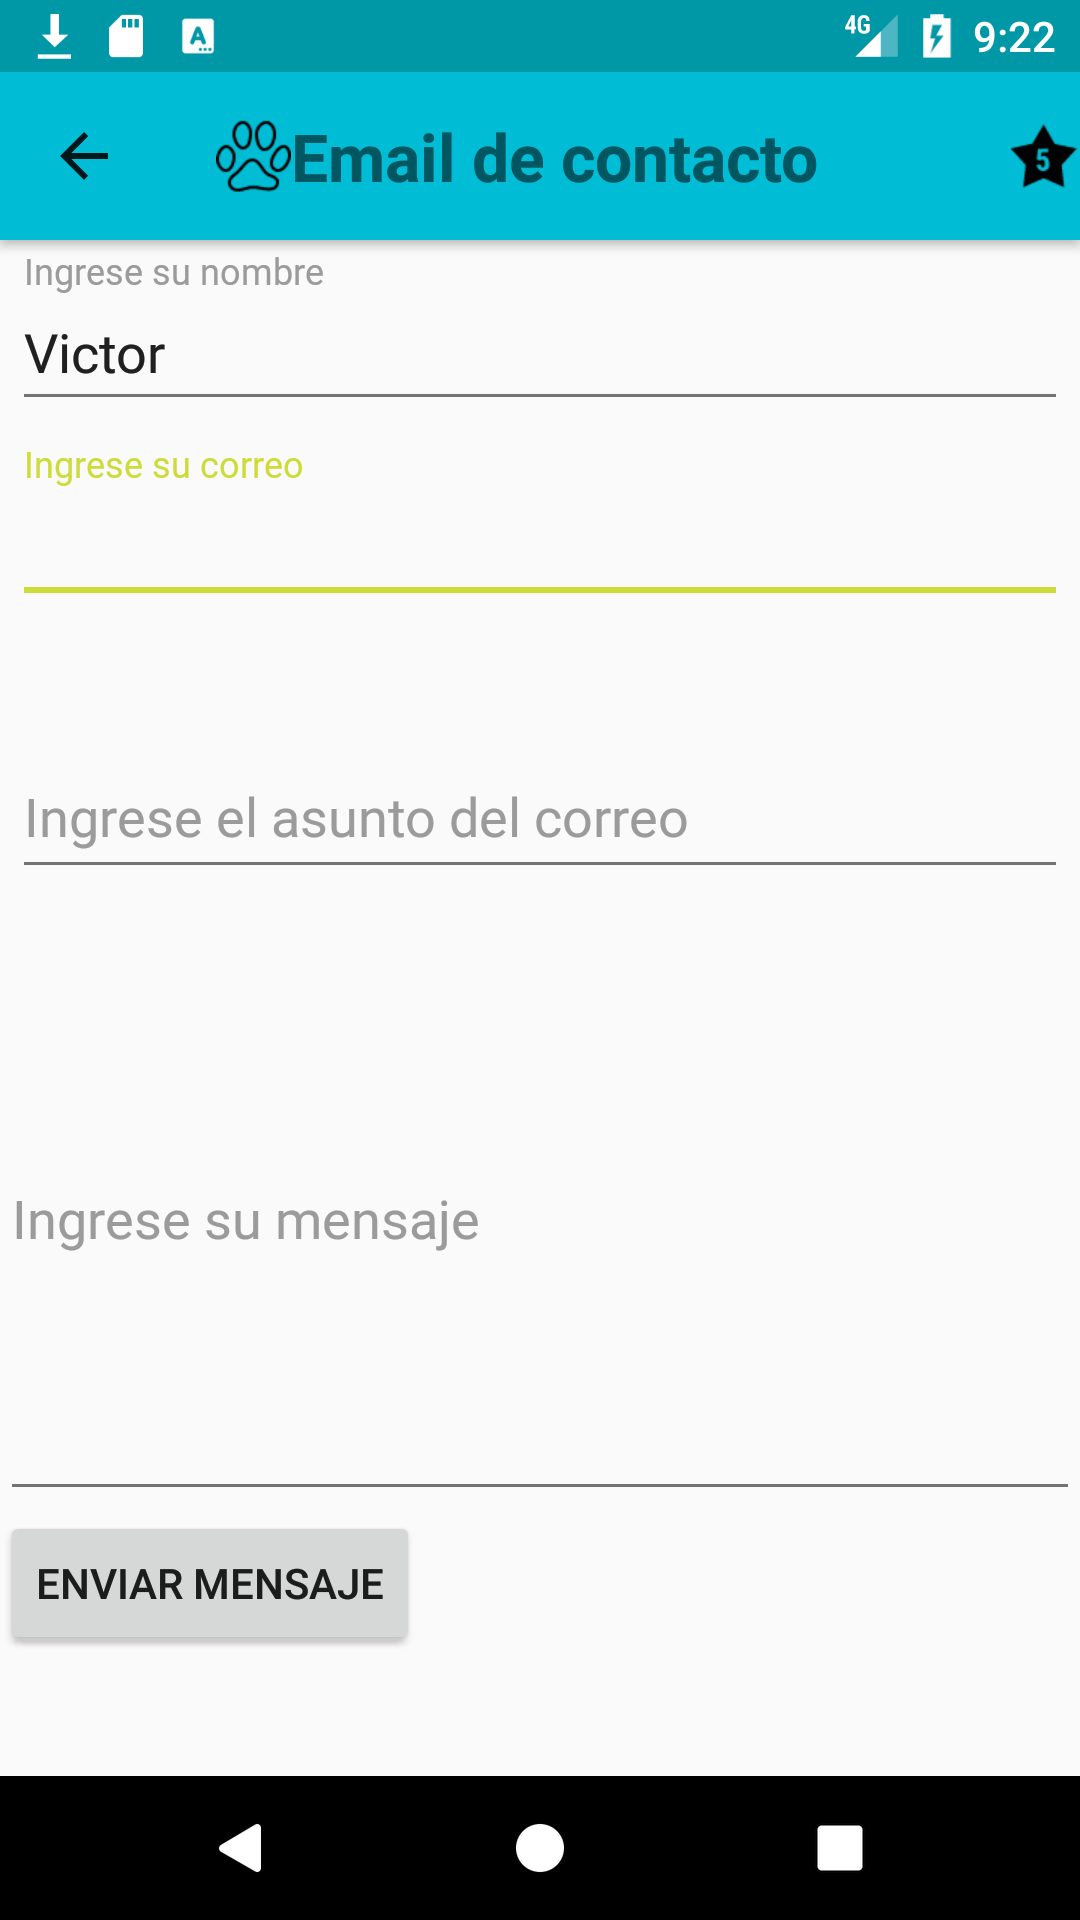 4G 9:22
Email de contacto 5
Ingrese su nombre
Victor
Ingrese su correo
Ingrese el asunto del correo
Ingrese su mensaje
ENVIAR MENSAJE